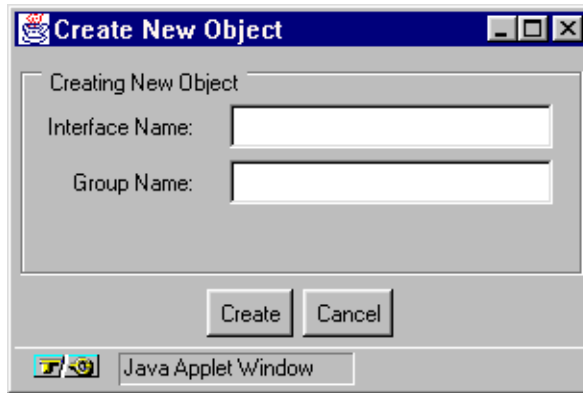 Create New Object
Creating New Object
Interface Name:
Group Name:
Create Cancel
Java Applet Window